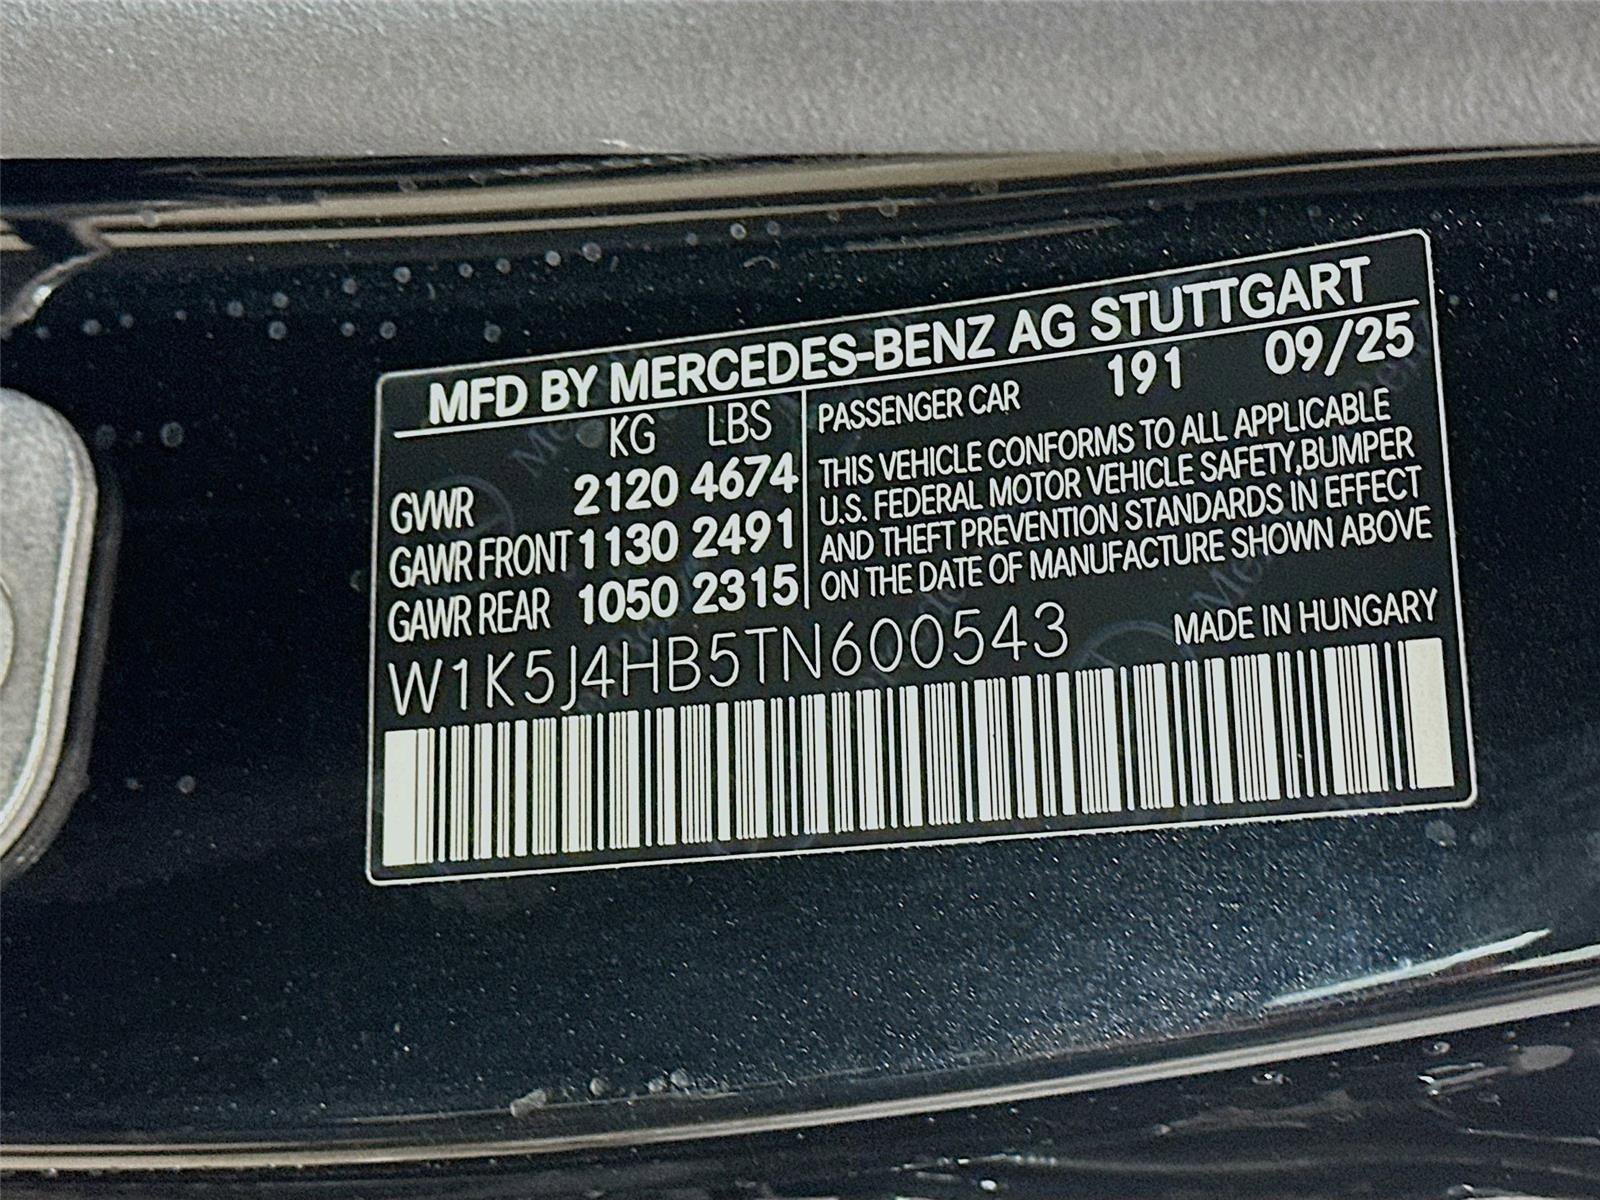 MFD BY MERCEDES-BENZ AG STUTTGART
KG LBS
GVWR 2120 4674
GAWR FRONT 1130 2491
GAWR REAR 1050 2315
PASSENGER CAR 191 09/25
THIS VEHICLE CONFORMS TO ALL APPLICABLE
U.S. FEDERAL MOTOR VEHICLE SAFETY,BUMPER
AND THEFT PREVENTION STANDARDS IN EFFECT
ON THE DATE OF MANUFACTURE SHOWN ABOVE
W1K5J4HB5TN600543
MADE IN HUNGARY